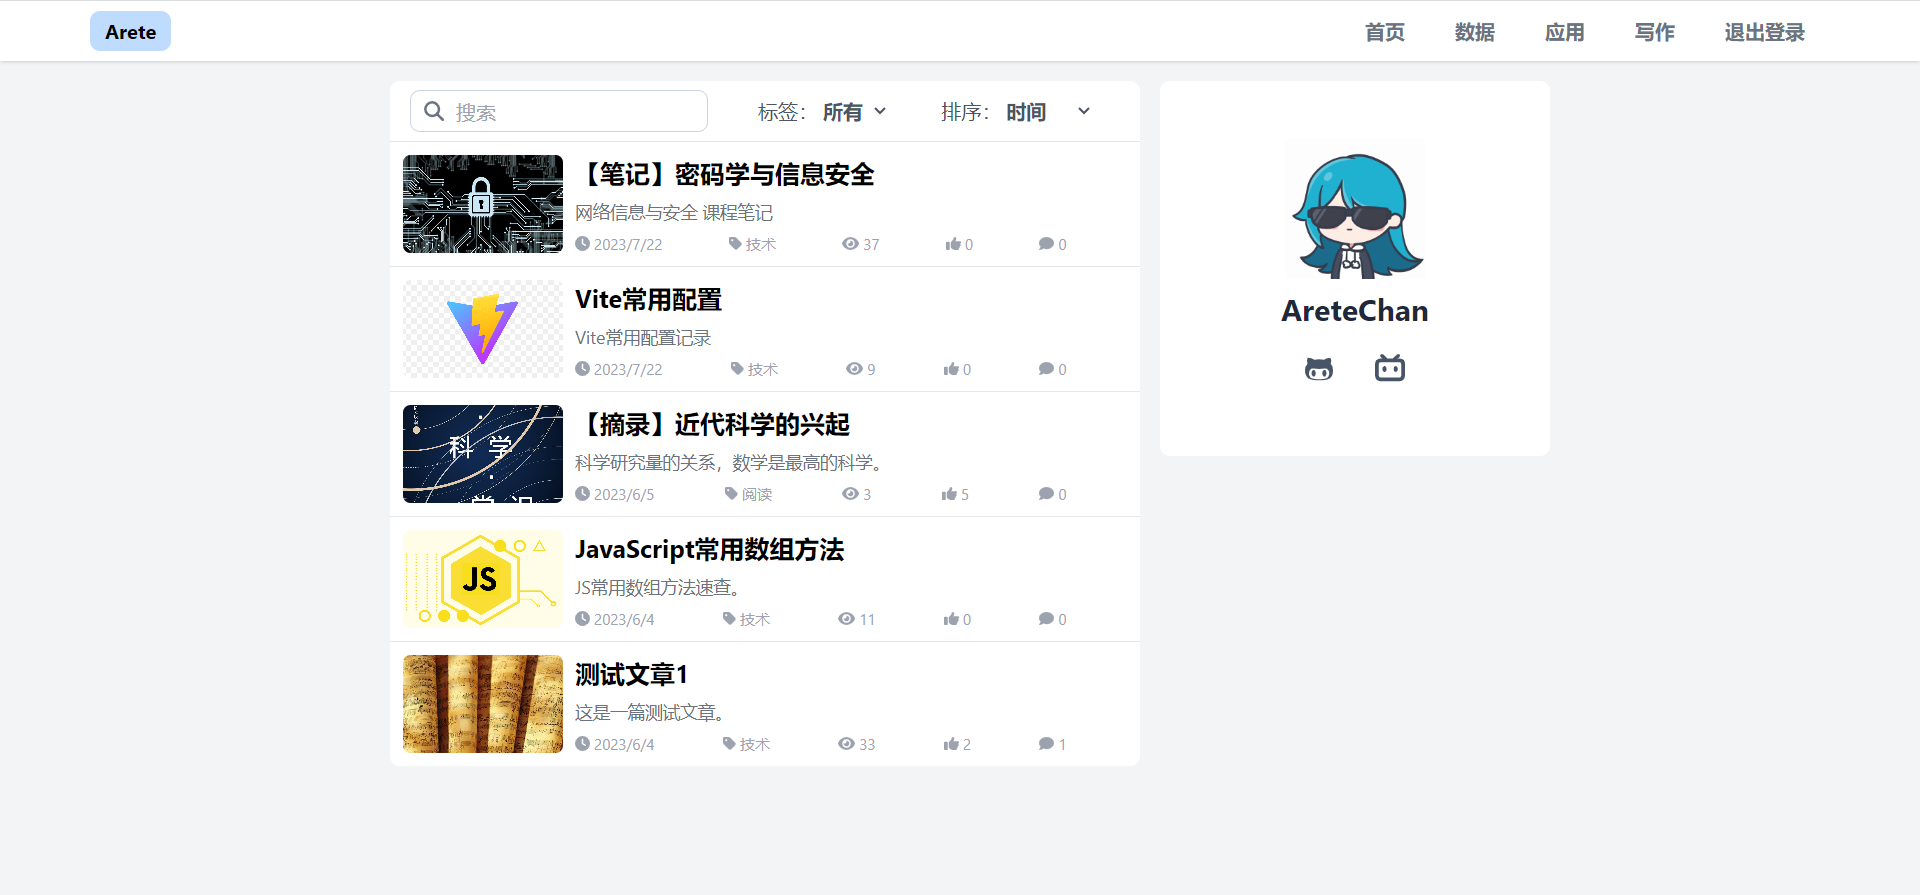 Arete
首页 数据 应用 写作 退出登录
搜索 标签： 所有 排序： 时间
【笔记】密码学与信息安全
网络信息与安全 课程笔记
2023/7/22 技术 37 0 0
Vite常用配置
Vite常用配置记录
2023/7/22 技术 9 0 0
科 学
常 识
【摘录】近代科学的兴起
科学研究量的关系，数学是最高的科学。
2023/6/5 阅读 3 5 0
JS
JavaScript常用数组方法
JS常用数组方法速查。
2023/6/4 技术 11 0 0
测试文章1
这是一篇测试文章。
2023/6/4 技术 33 2 1
AreteChan